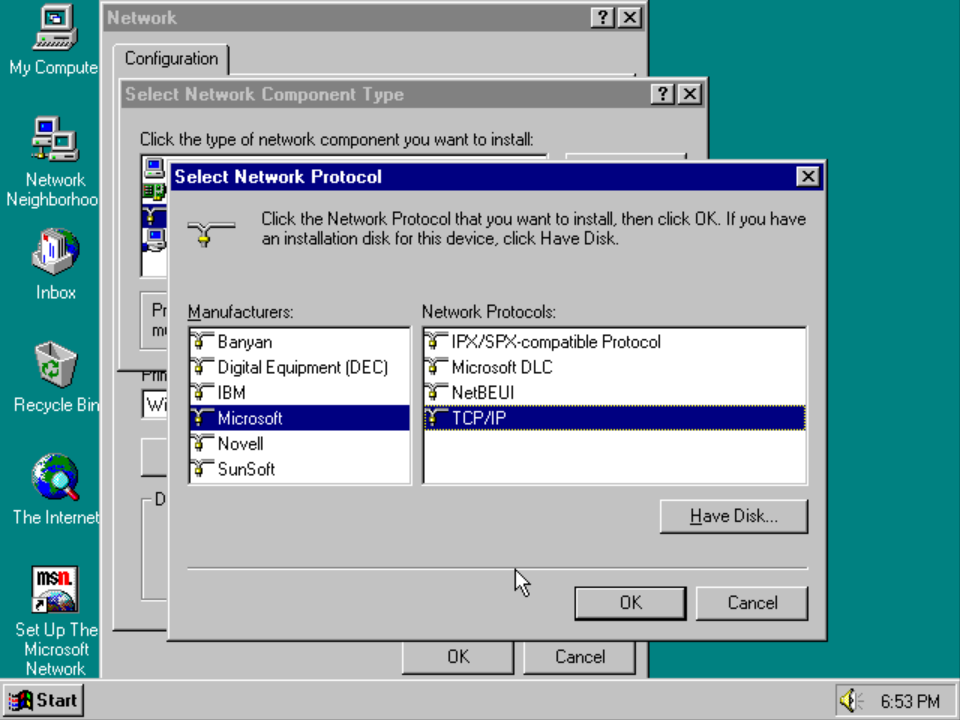 My Compute
Network
Neighborhoo
Inbox
Recycle Bin
The Internet
msn.
Set Up The
Microsoft
Network
Network
Configuration
Select Network Component Type
Click the type of network component you want to install:
Pr
mu
Prin
Wi
D
OK
Cancel
Select Network Protocol
Click the Network Protocol that you want to install, then click OK. If you have
an installation disk for this device, click Have Disk.
Manufacturers:
Banyan
Digital Equipment (DEC)
IBM
Microsoft
Novell
SunSoft
Network Protocols:
IPX/SPX-compatible Protocol
Microsoft DLC
NetBEUI
TCP/IP
Have Disk...
OK
Cancel
Start
6:53 PM